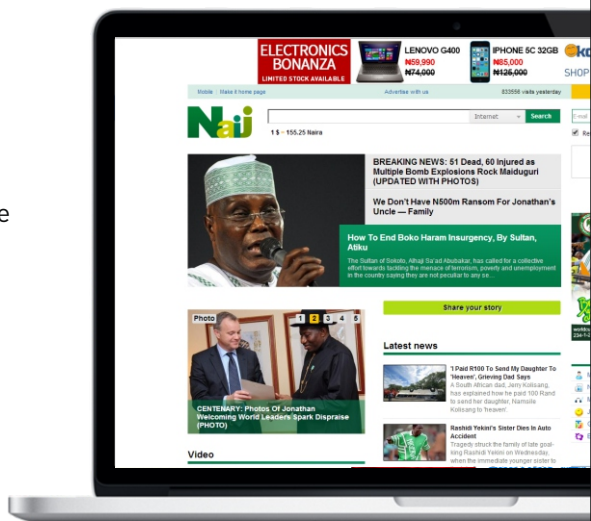 ELECTRONICS
BONANZA
LIMITED STOCK AVAILABLE
LENOVO G400
₦59,990
₦74,000
IPHONE 5C 32GB
₦85,000
₦125,000
SHOP
Mobile Make it home page
Advertise with us
833956 visits yesterday
Naij
Internet
Search
E-mail
1 $ – 155.25 Naira
Re
BREAKING NEWS: 51 Dead, 60 Injured as
Multiple Bomb Explosions Rock Maiduguri
(UPDATED WITH PHOTOS)
We Don't Have N500m Ransom For Jonathan's
Uncle — Family
e
How To End Boko Haram Insurgency, By Sultan,
Atiku
The Sultan of Sokoto, Alhaji Sa'ad Abubakar, has called for a collective
effort towards tackling the menace of terrorism, poverty and unemployment
in the country saying they are not peculiar to any se...
Share your story
Photo 1 2 3 4 5
CENTENARY: Photos Of Jonathan
Welcoming World Leaders Spark Dispraise
(PHOTO)
Video
Latest news
'I Paid R100 To Send My Daughter To
'Heaven', Grieving Dad Says
A South African dad, Jerry Kolisang,
has explained how he paid 100 Rand
to send her daughter, Namsila
Kolisang to 'heaven'.
Rashidi Yekini's Sister Dies In Auto
Accident
Tragedy struck the family of late goal-
king Rashidi Yekini on Wednesday,
when the immediate younger sister to